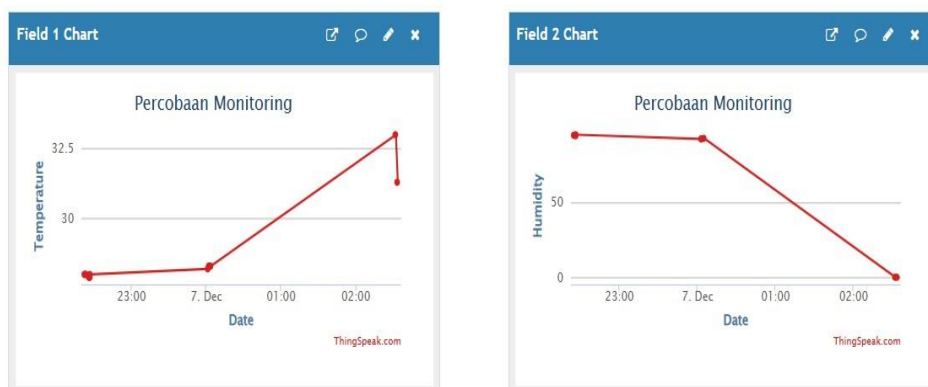 Field 1 Chart
Percobaan Monitoring
32.5
30
Temperature
23:00 7. Dec 01:00 02:00
Date
ThingSpeak.com
Field 2 Chart
Percobaan Monitoring
50
0
Humidity
23:00 7. Dec 01:00 02:00
Date
ThingSpeak.com